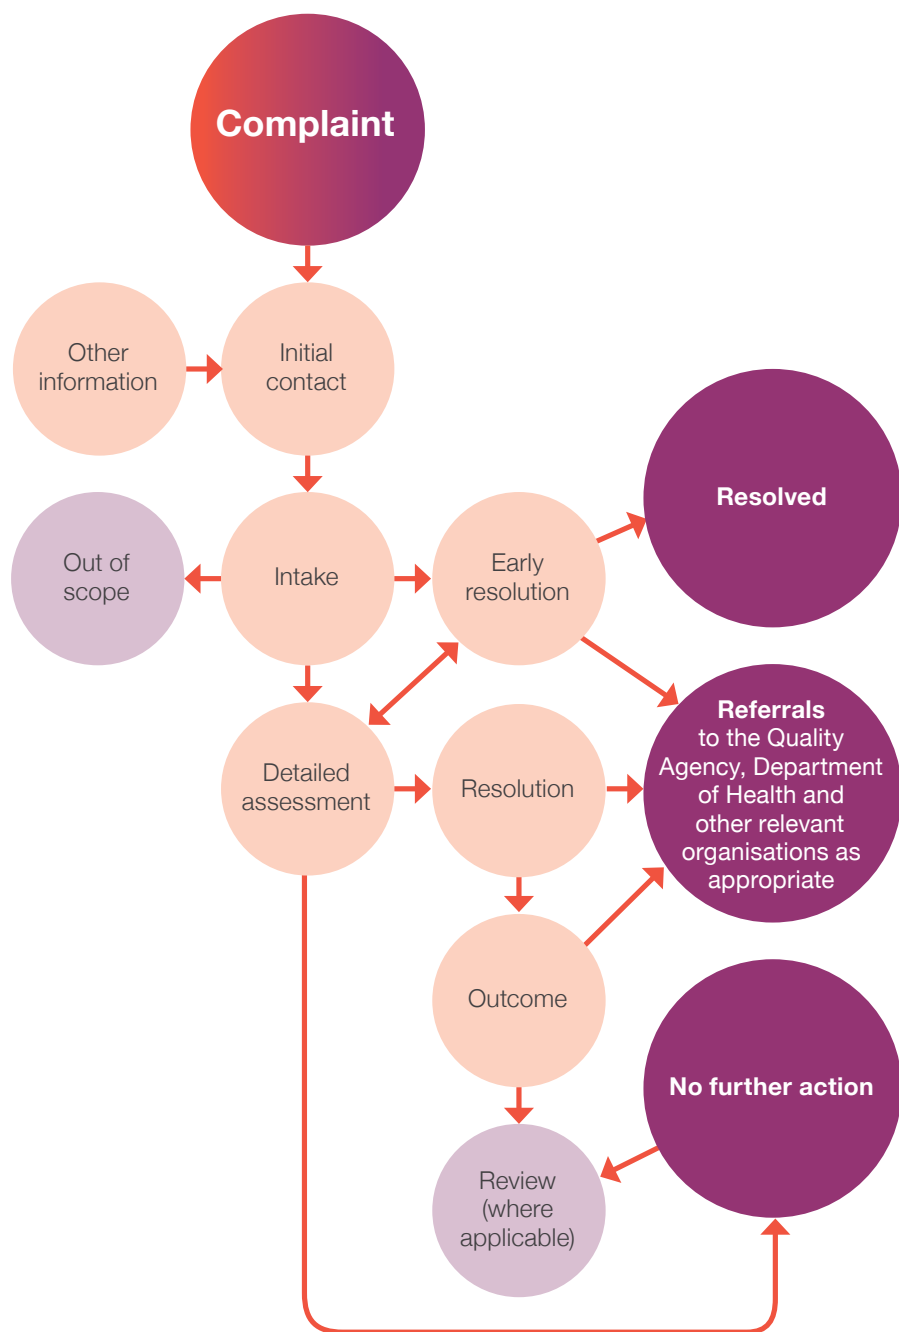 Complaint
Other
information
Initial
contact
Out of
scope
Intake
Early
resolution
Resolved
Detailed
assessment
Resolution
Referrals
to the Quality
Agency, Department
of Health and
other relevant
organisations as
appropriate
Outcome
No further action
Review
(where
applicable)